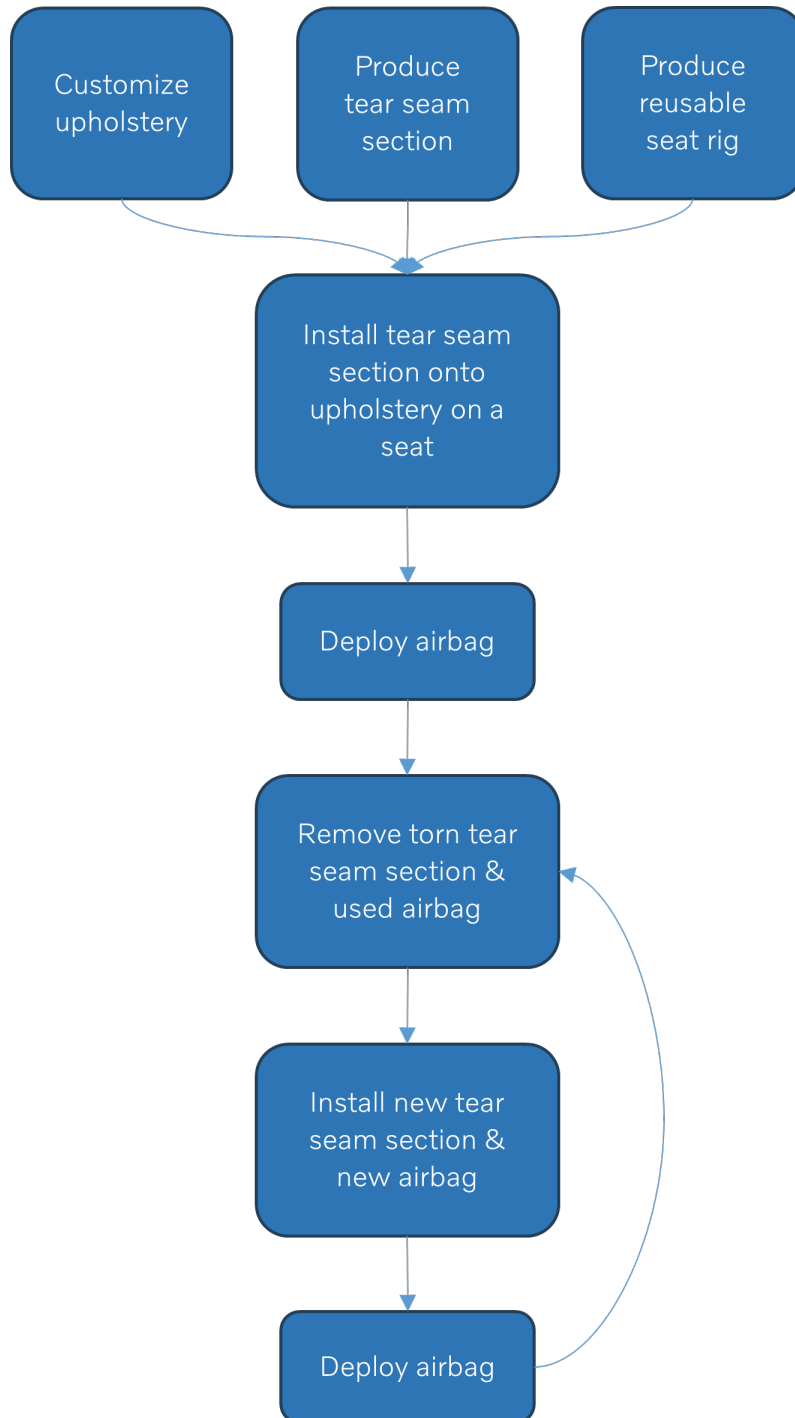 Customize
upholstery
Produce
tear seam
section
Produce
reusable
seat rig
Install tear seam
section onto
upholstery on a
seat
Deploy airbag
Remove torn tear
seam section &
used airbag
Install new tear
seam section &
new airbag
Deploy airbag